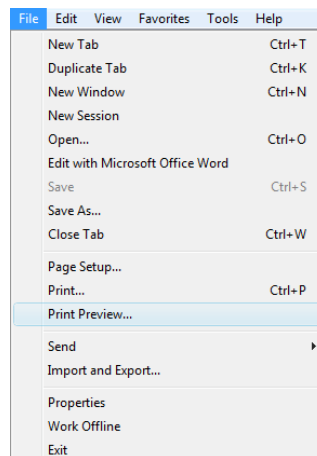 File Edit View Favorites Tools Help
New Tab Ctrl+T
Duplicate Tab Ctrl+K
New Window Ctrl+N
New Session
Open... Ctrl+O
Edit with Microsoft Office Word
Save Ctrl+S
Save As...
Close Tab Ctrl+W
Page Setup...
Print... Ctrl+P
Print Preview...
Send
Import and Export...
Properties
Work Offline
Exit